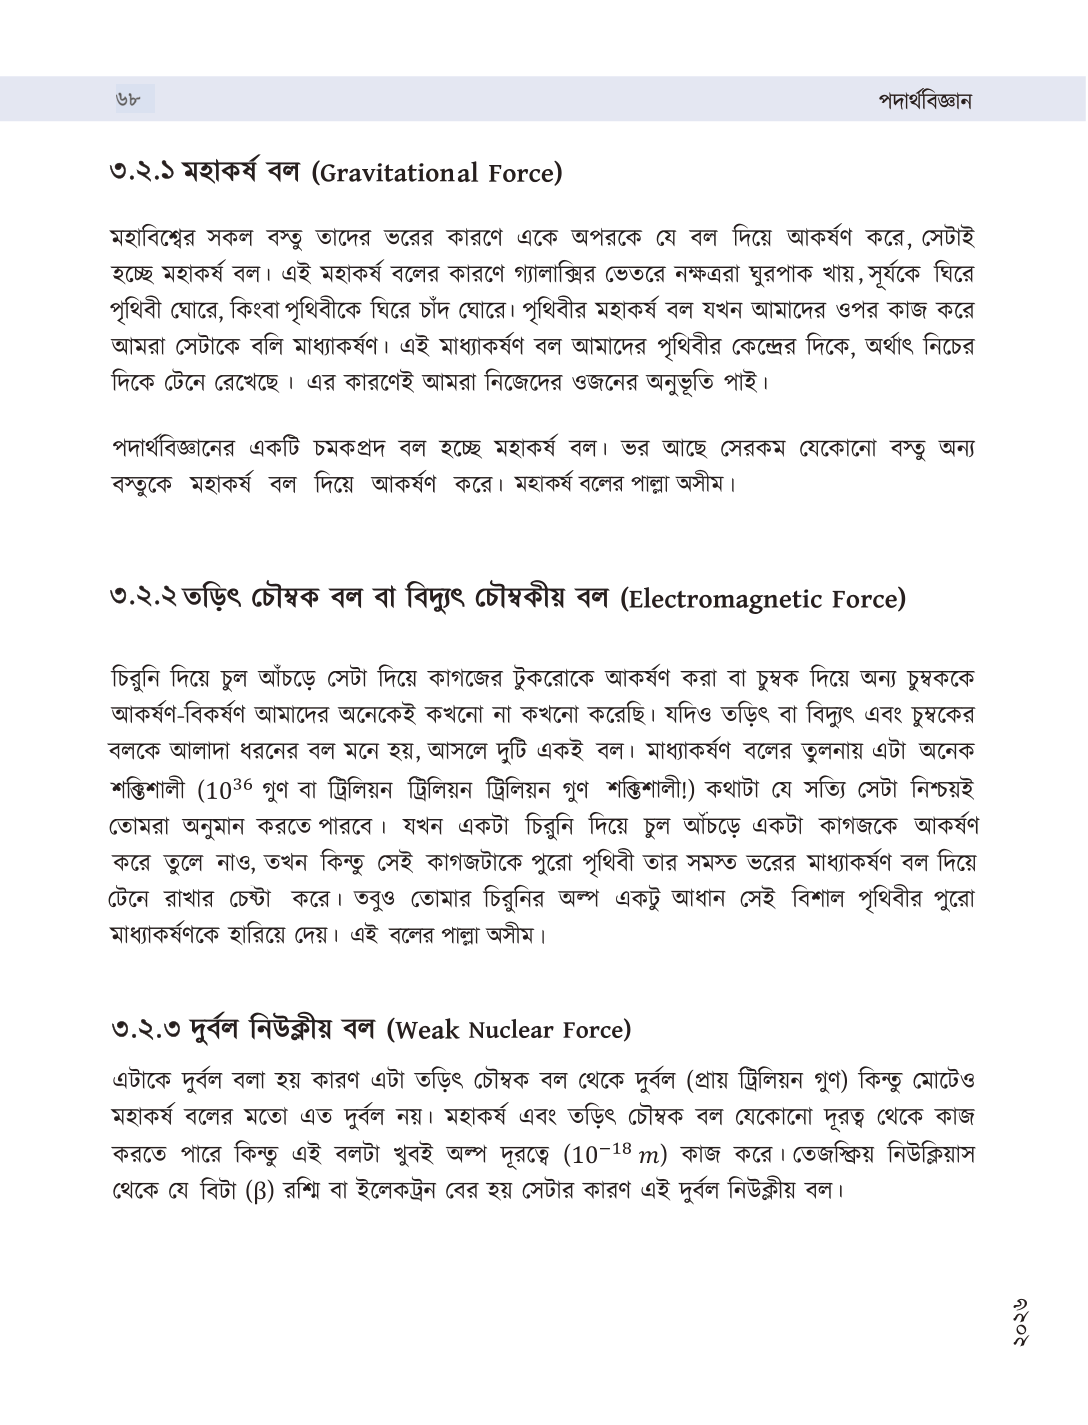 ৬৮
পদার্থবিজ্ঞান
৩.২.১ মহাকর্ষ বল (Gravitational Force)
মহাবিশ্বের সকল বস্তু তাদের ভরের কারণে একে অপরকে যে বল দিয়ে আকর্ষণ করে, সেটাই
হচ্ছে মহাকর্ষ বল। এই মহাকর্ষ বলের কারণে গ্যালাক্সির ভেতরে নক্ষত্ররা ঘুরপাক খায়, সূর্যকে ঘিরে
পৃথিবী ঘোরে, কিংবা পৃথিবীকে ঘিরে চাঁদ ঘোরে। পৃথিবীর মহাকর্ষ বল যখন আমাদের ওপর কাজ করে
আমরা সেটাকে বলি মাধ্যাকর্ষণ। এই মাধ্যাকর্ষণ বল আমাদের পৃথিবীর কেন্দ্রের দিকে, অর্থাৎ নিচের
দিকে টেনে রেখেছে। এর কারণেই আমরা নিজেদের ওজনের অনুভূতি পাই।
পদার্থবিজ্ঞানের একটি চমকপ্রদ বল হচ্ছে মহাকর্ষ বল। ভর আছে সেরকম যেকোনো বস্তু অন্য
বস্তুকে মহাকর্ষ বল দিয়ে আকর্ষণ করে। মহাকর্ষ বলের পাল্লা অসীম।
৩.২.২ তড়িৎ চৌম্বক বল বা বিদ্যুৎ চৌম্বকীয় বল (Electromagnetic Force)
চিরুনি দিয়ে চুল আঁচড়ে সেটা দিয়ে কাগজের টুকরোকে আকর্ষণ করা বা চুম্বক দিয়ে অন্য চুম্বককে
আকর্ষণ-বিকর্ষণ আমাদের অনেকেই কখনো না কখনো করেছি। যদিও তড়িৎ বা বিদ্যুৎ এবং চুম্বকের
বলকে আলাদা ধরনের বল মনে হয়, আসলে দুটি একই বল। মাধ্যাকর্ষণ বলের তুলনায় এটা অনেক
শক্তিশালী (10³⁶ গুণ বা ট্রিলিয়ন ট্রিলিয়ন ট্রিলিয়ন গুণ শক্তিশালী!) কথাটা যে সত্যি সেটা নিশ্চয়ই
তোমরা অনুমান করতে পারবে। যখন একটা চিরুনি দিয়ে চুল আঁচড়ে একটা কাগজকে আকর্ষণ
করে তুলে নাও, তখন কিন্তু সেই কাগজটাকে পুরো পৃথিবী তার সমস্ত ভরের মাধ্যাকর্ষণ বল দিয়ে
টেনে রাখার চেষ্টা করে। তবুও তোমার চিরুনির অল্প একটু আধান সেই বিশাল পৃথিবীর পুরো
মাধ্যাকর্ষণকে হারিয়ে দেয়। এই বলের পাল্লা অসীম।
৩.২.৩ দুর্বল নিউক্লীয় বল (Weak Nuclear Force)
এটাকে দুর্বল বলা হয় কারণ এটা তড়িৎ চৌম্বক বল থেকে দুর্বল (প্রায় ট্রিলিয়ন গুণ) কিন্তু মোটেও
মহাকর্ষ বলের মতো এত দুর্বল নয়। মহাকর্ষ এবং তড়িৎ চৌম্বক বল যেকোনো দূরত্ব থেকে কাজ
করতে পারে কিন্তু এই বলটা খুবই অল্প দূরত্বে (10⁻¹⁸ m) কাজ করে। তেজস্ক্রিয় নিউক্লিয়াস
থেকে যে বিটা (β) রশ্মি বা ইলেকট্রন বের হয় সেটার কারণ এই দুর্বল নিউক্লীয় বল।
২০২৬